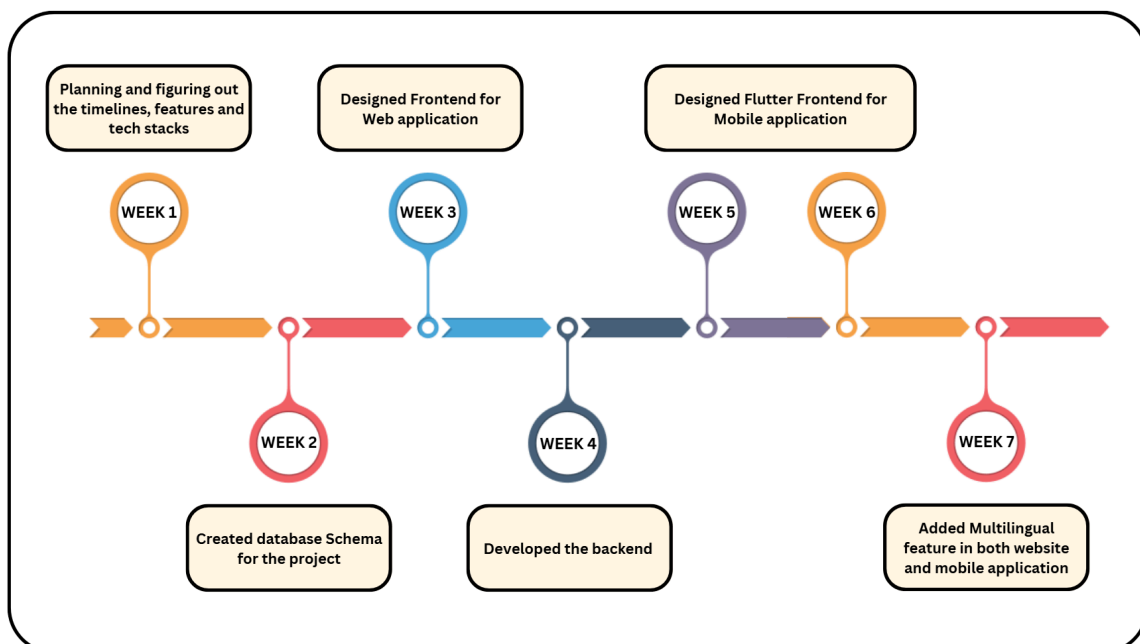 Planning and figuring out
the timelines, features and
tech stacks
Designed Frontend for
Web application
Designed Flutter Frontend for
Mobile application
WEEK 1
WEEK 3
WEEK 5
WEEK 6
WEEK 2
WEEK 4
WEEK 7
Created database Schema
for the project
Developed the backend
Added Multilingual
feature in both website
and mobile application